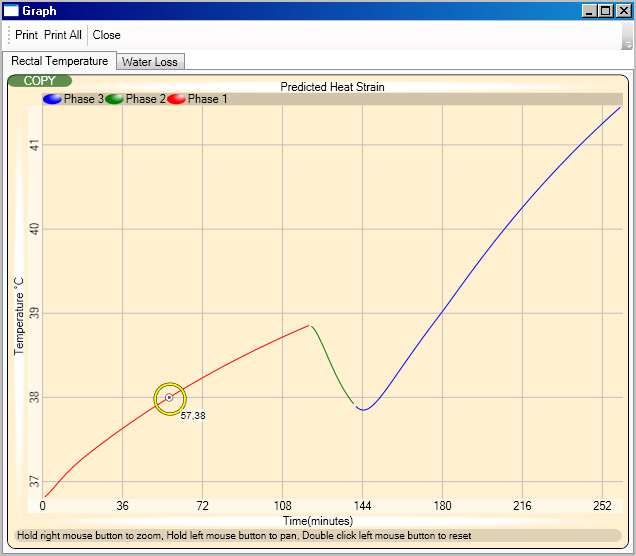 Graph
Print Print All Close
Rectal Temperature Water Loss
COPY
Predicted Heat Strain
Phase 3 Phase 2 Phase 1
41
40
39
38
37
Temperature °C
57,38
0 36 72 108 144 180 216 252
Time(minutes)
Hold right mouse button to zoom, Hold left mouse button to pan, Double click left mouse button to reset